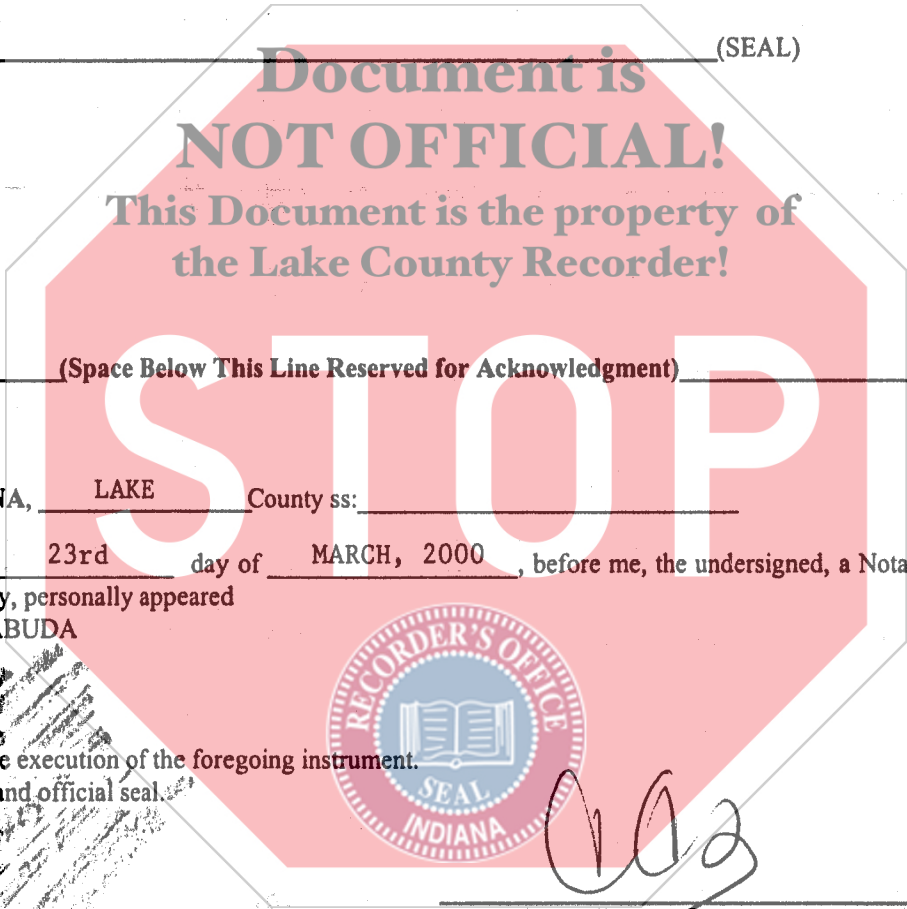 (SEAL)
Document is
NOT OFFICIAL!
This Document is the property of
the Lake County Recorder!
(Space Below This Line Reserved for Acknowledgment)
STOP
NA, LAKE County ss:
23rd day of MARCH, 2000, before me, the undersigned, a Nota
y, personally appeared
ABUDA
RECORDER'S OFFICE
e execution of the foregoing instrument.
and official seal.
SEAL
INDIANA